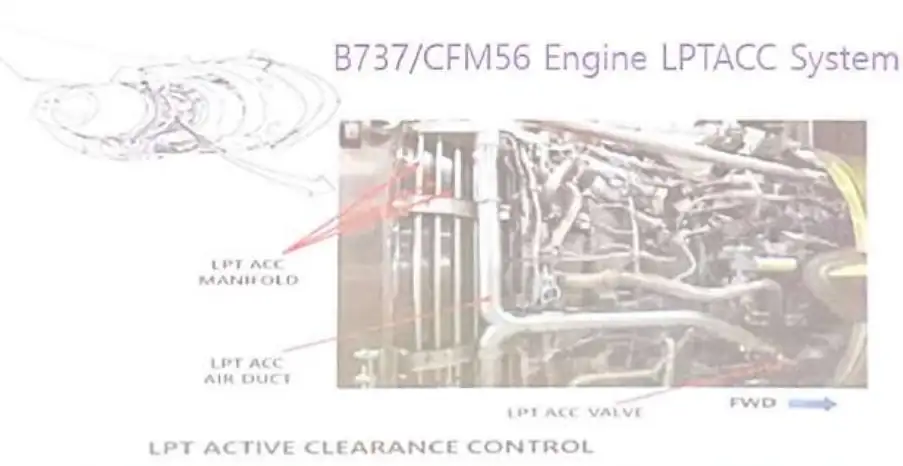 B737/CFM56 Engine LPTACC System
LPT ACC
MANIFOLD
LPT ACC
AIR DUCT
LPT ACC VALVE
FWD
LPT ACTIVE CLEARANCE CONTROL